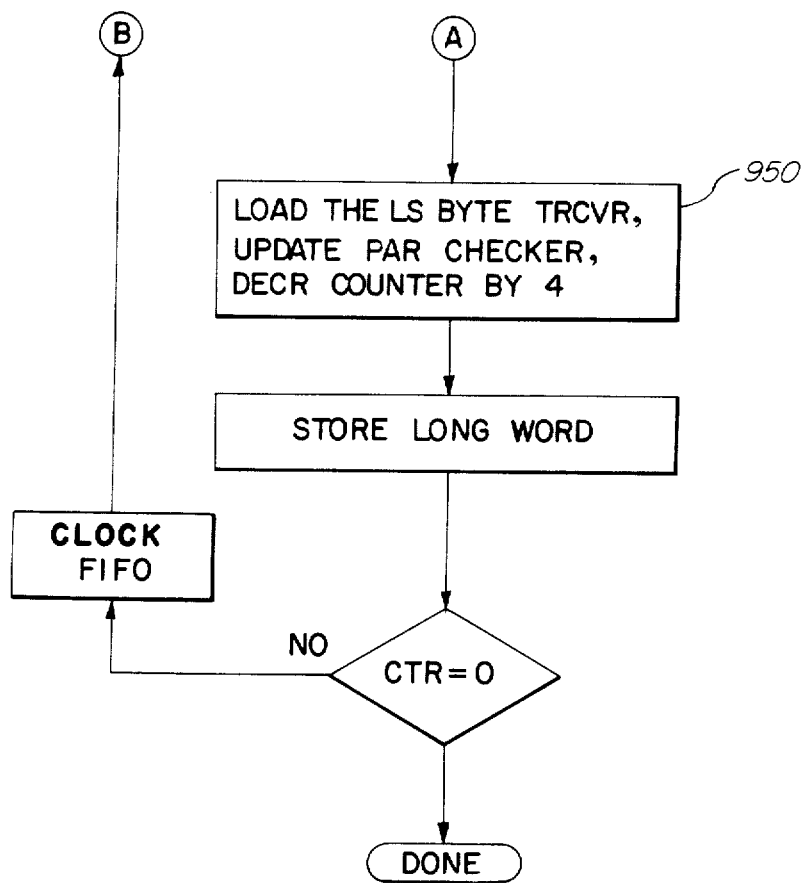 B
A
950
LOAD THE LS BYTE TRCVR,
UPDATE PAR CHECKER,
DECR COUNTER BY 4
STORE LONG WORD
CLOCK
FIFO
NO
CTR=0
DONE